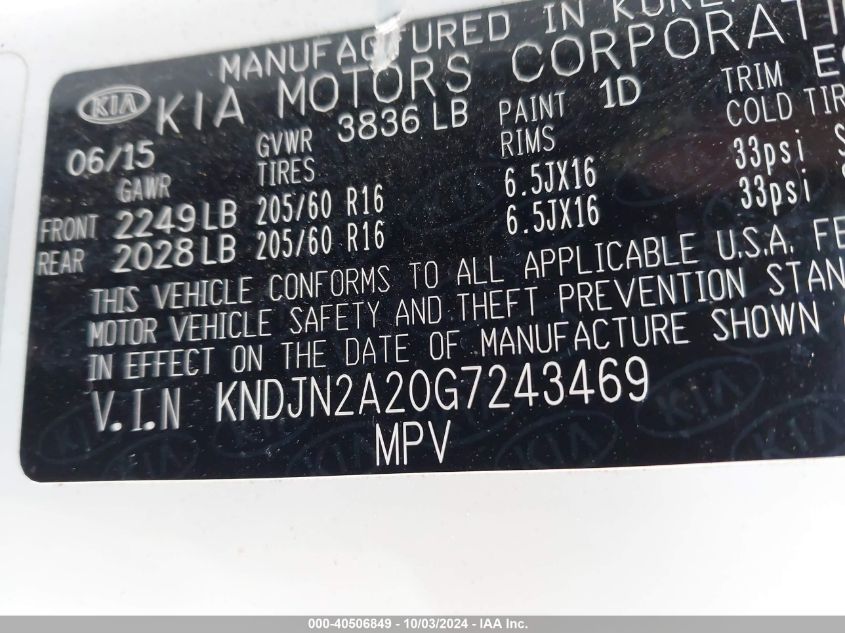 MANUFACTURED IN KOREA
KIA KIA MOTORS CORPORATI
06/15 GVWR 3836 LB PAINT 1D TRIM
GAWR TIRES RIMS COLD TIR
FRONT 2249 LB 205/60 R16 6.5JX16 33psi
REAR 2028 LB 205/60 R16 6.5JX16 33psi
THIS VEHICLE CONFORMS TO ALL APPLICABLE U.S.A. FE
MOTOR VEHICLE SAFETY AND THEFT PREVENTION STAN
IN EFFECT ON THE DATE OF MANUFACTURE SHOWN
V.I.N KNDJN2A20G7243469
MPV
000-40506849 - 10/03/2024 - IAA Inc.